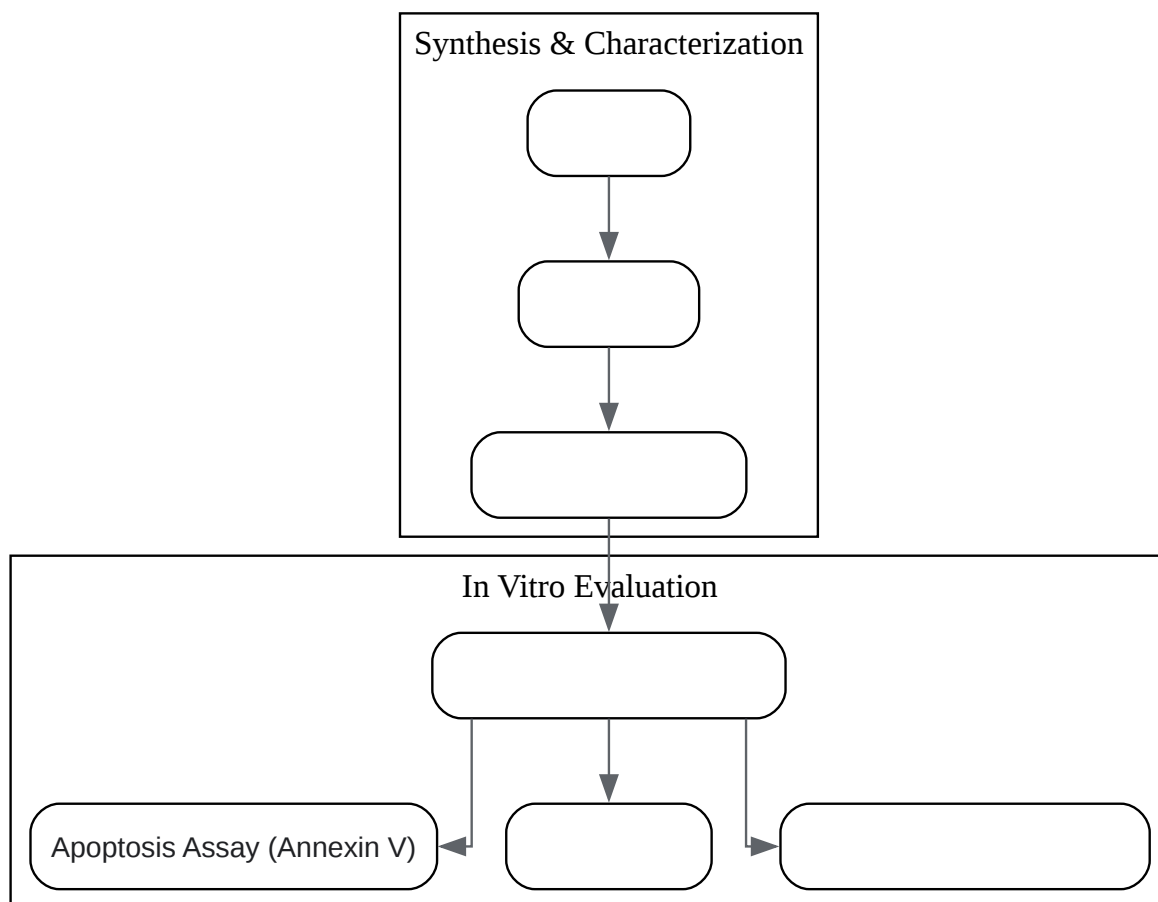 Synthesis & Characterization
In Vitro Evaluation
Apoptosis Assay (Annexin V)